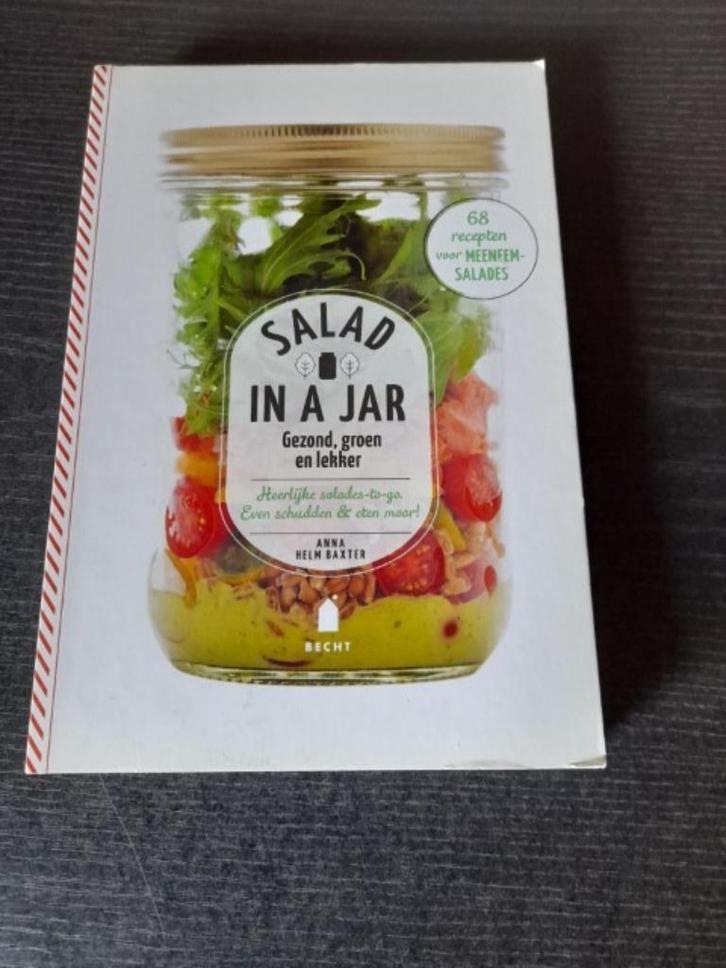 68
recepten
voor MEENEEM-
SALADES
SALAD
IN A JAR
Gezond, groen
en lekker
Heerlijke salades-to-go.
Even schudden & eten maar!
ANNA
HELM BAXTER
BECHT